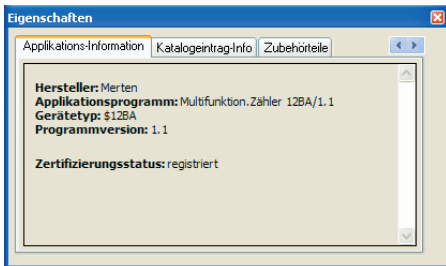 Eigenschaften
Applikations-Information Katalogeintrag-Info Zubehörteile
Hersteller: Merten
Applikationsprogramm: Multifunktion.Zähler 12BA/1.1
Gerätetyp: $12BA
Programmversion: 1.1
Zertifizierungsstatus: registriert